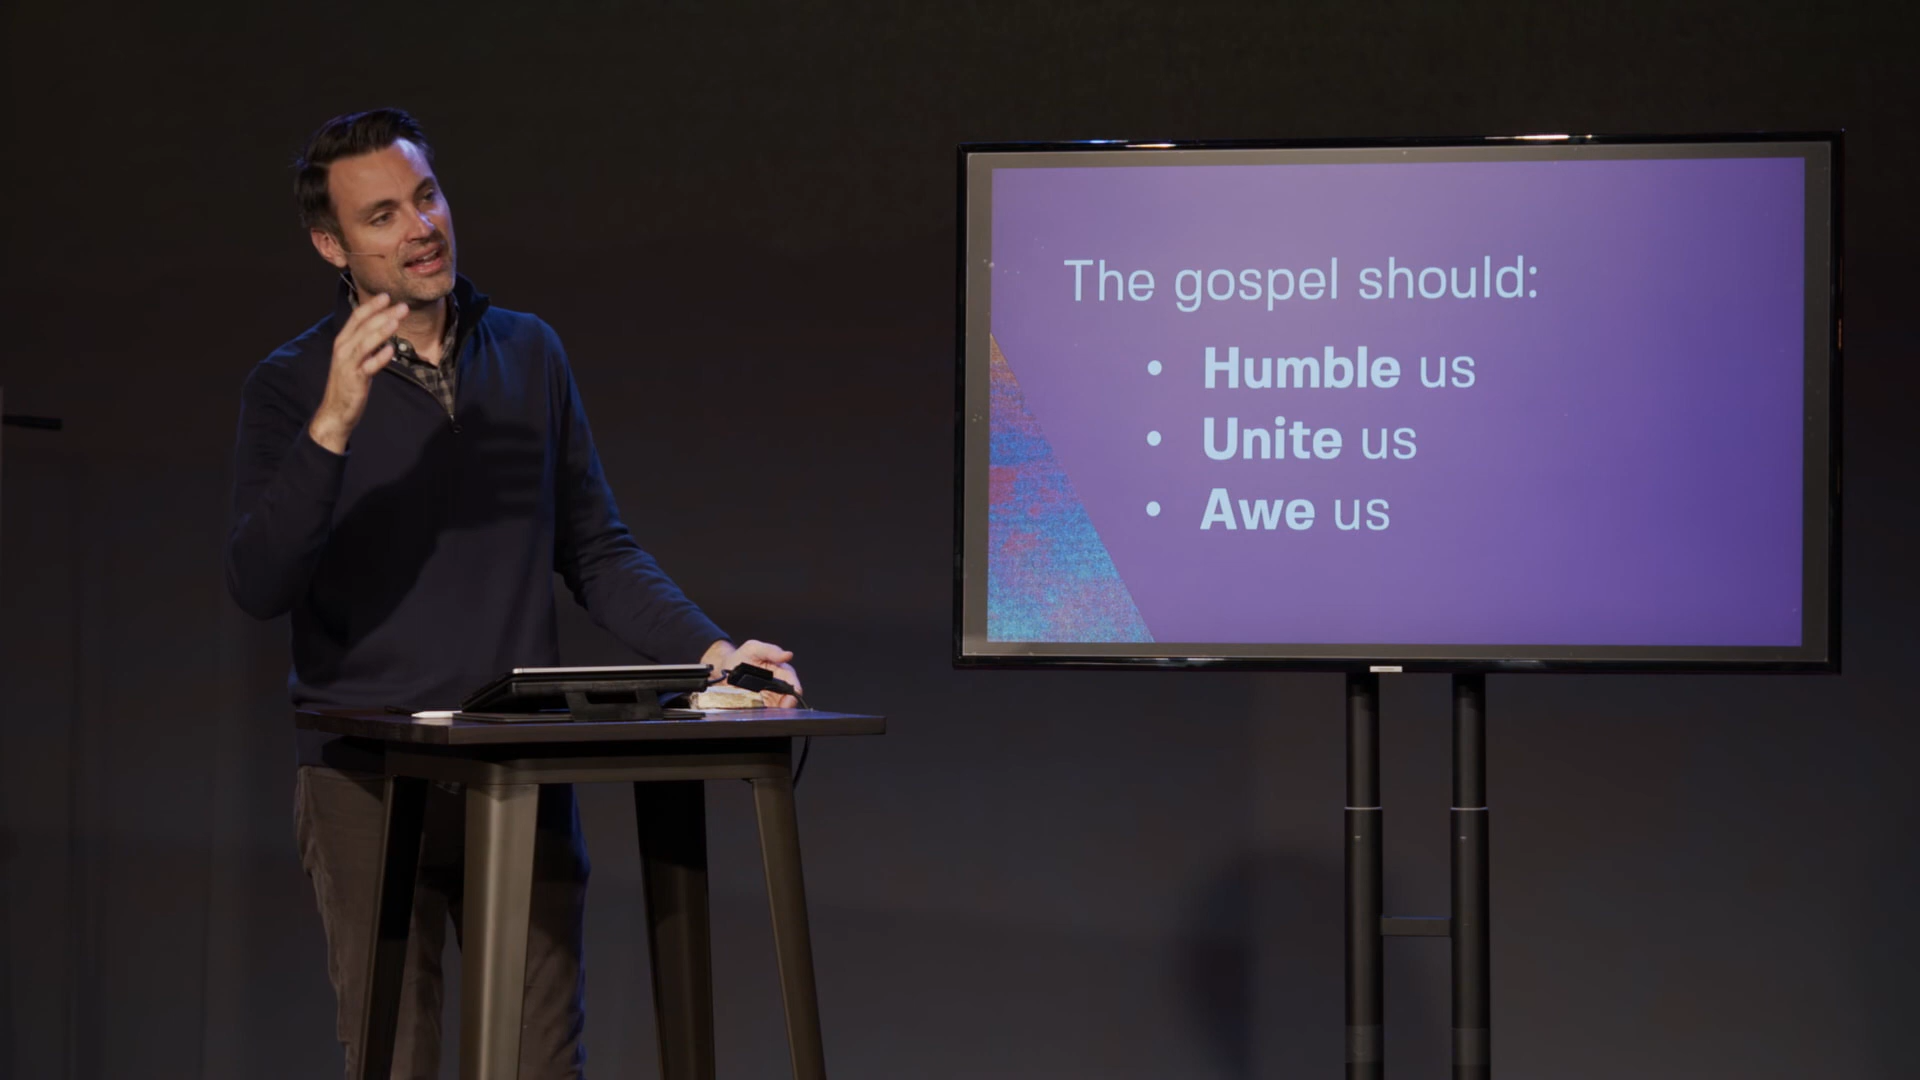 The gospel should:
• Humble us
• Unite us
• Awe us